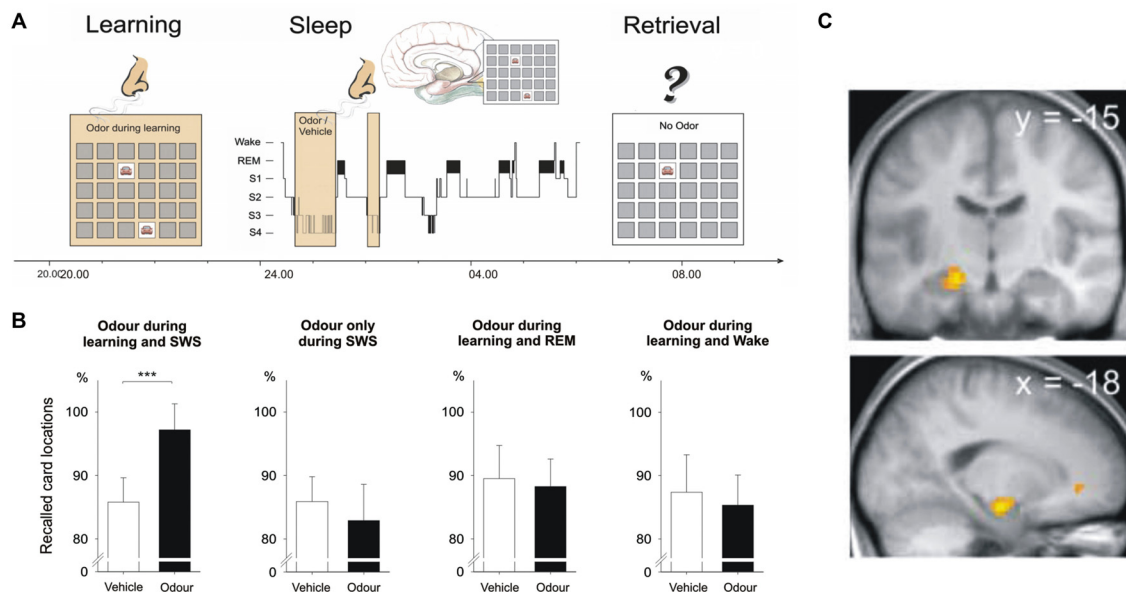 A
Learning
Sleep
Retrieval
Odor during learning
Odor /
Vehicle
No Odor
Wake
REM
S1
S2
S3
S4
20.00
20.00
24.00
04.00
08.00
B
Odour during
learning and SWS
Odour only
during SWS
Odour during
learning and REM
Odour during
learning and Wake
Recalled card locations
%
***
100
90
80
0
Vehicle
Odour
%
100
90
80
0
Vehicle
Odour
%
100
90
80
0
Vehicle
Odour
%
100
90
80
0
Vehicle
Odour
C
y = -15
x = -18